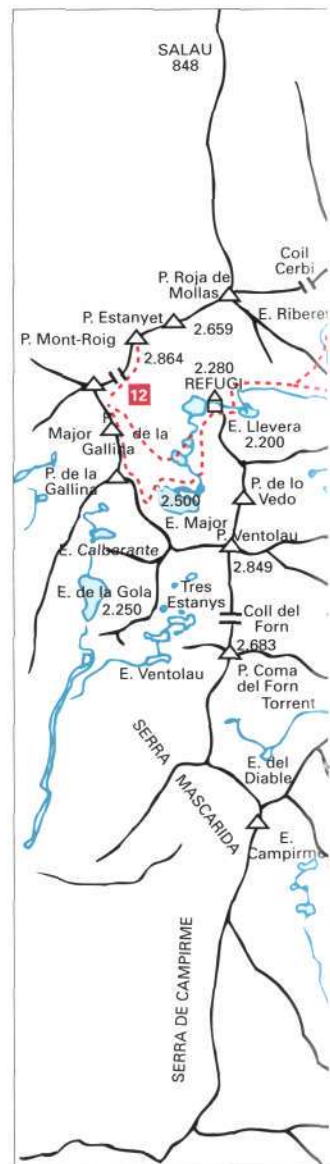 SALAU
848
Coil
Cerbi
P. Roja de
Mollas
E. Riberet
P. Estanyet
2.659
P. Mont-Roig
2.864
12
2.280
REFUGI
P.
Major de la
Gallina
E. Llevera
2.200
P. de la
Gallina
2.500
P. de lo
Vedo
E. Major
P. Ventolau
E. Calbarante
2.849
E. de la Gola
2.250
Tres
Estanys
Coll del
Forn
2.683
E. Ventolau
P. Coma
del Forn
Torrent
SERRA
MASCARIDA
E. del
Diable
E.
Campirme
SERRA DE CAMPIRME